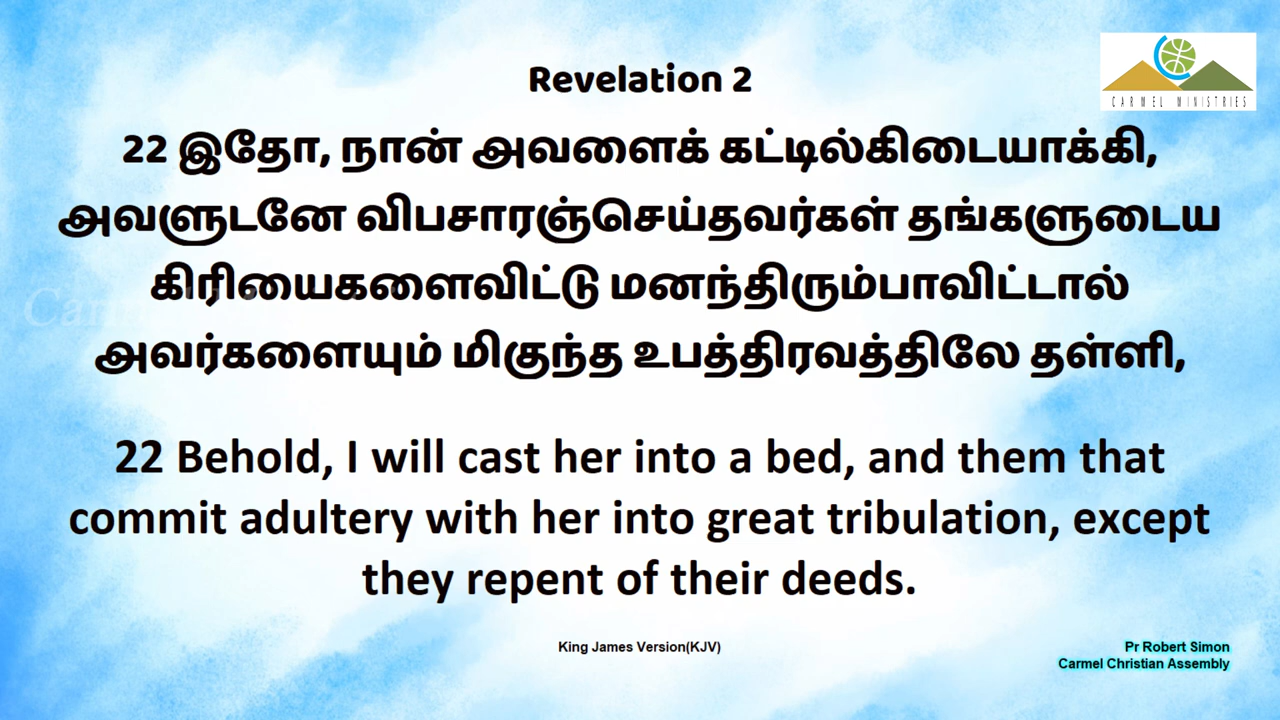 CARMEL MINISTRIES
Revelation 2
22 இதோ, நான் அவளைக் கட்டில்கிடையாக்கி,
அவளுடனே விபசாரஞ்செய்தவர்கள் தங்களுடைய
கிரியைகளைவிட்டு மனந்திரும்பாவிட்டால்
அவர்களையும் மிகுந்த உபத்திரவத்திலே தள்ளி,
22 Behold, I will cast her into a bed, and them that
commit adultery with her into great tribulation, except
they repent of their deeds.
King James Version(KJV)
Pr Robert Simon
Carmel Christian Assembly